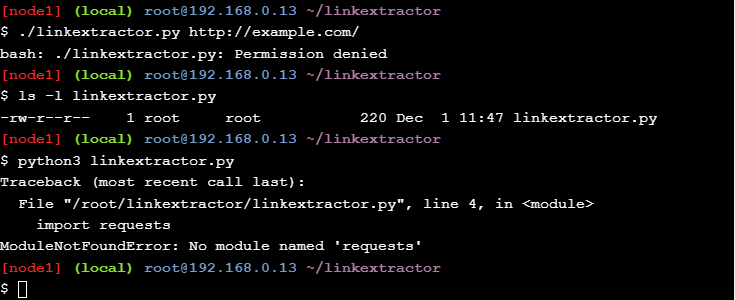 [node1] (local) root@192.168.0.13 ~/linkextractor
$ ./linkextractor.py http://example.com/
bash: ./linkextractor.py: Permission denied
[node1] (local) root@192.168.0.13 ~/linkextractor
$ ls -l linkextractor.py
-rw-r--r--    1 root     root           220 Dec  1 11:47 linkextractor.py
[node1] (local) root@192.168.0.13 ~/linkextractor
$ python3 linkextractor.py
Traceback (most recent call last):
  File "/root/linkextractor/linkextractor.py", line 4, in <module>
    import requests
ModuleNotFoundError: No module named 'requests'
[node1] (local) root@192.168.0.13 ~/linkextractor
$